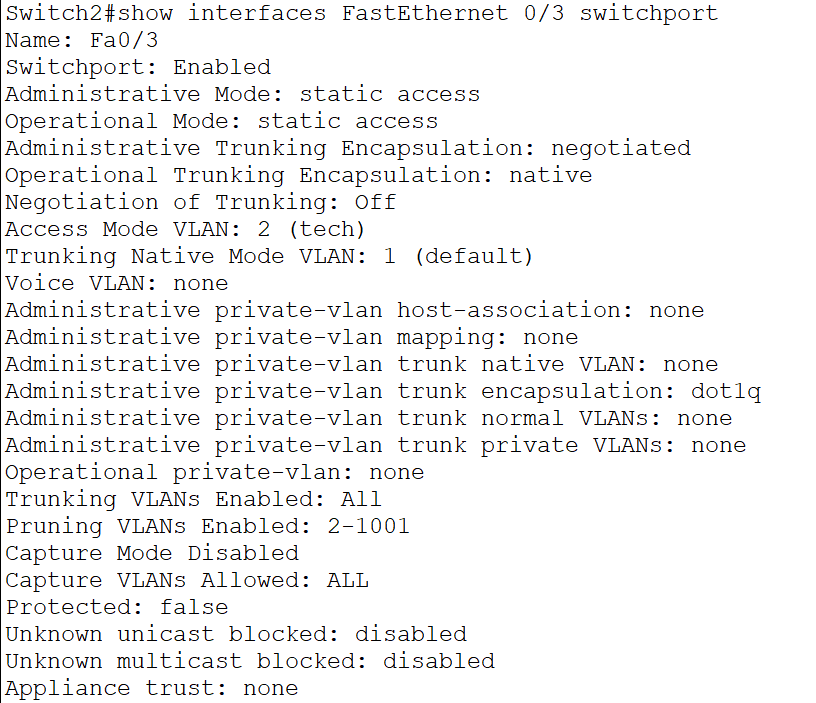 Switch2#show interfaces FastEthernet 0/3 switchport
Name: Fa0/3
Switchport: Enabled
Administrative Mode: static access
Operational Mode: static access
Administrative Trunking Encapsulation: negotiated
Operational Trunking Encapsulation: native
Negotiation of Trunking: Off
Access Mode VLAN: 2 (tech)
Trunking Native Mode VLAN: 1 (default)
Voice VLAN: none
Administrative private-vlan host-association: none
Administrative private-vlan mapping: none
Administrative private-vlan trunk native VLAN: none
Administrative private-vlan trunk encapsulation: dot1q
Administrative private-vlan trunk normal VLANs: none
Administrative private-vlan trunk private VLANs: none
Operational private-vlan: none
Trunking VLANs Enabled: All
Pruning VLANs Enabled: 2-1001
Capture Mode Disabled
Capture VLANs Allowed: ALL
Protected: false
Unknown unicast blocked: disabled
Unknown multicast blocked: disabled
Appliance trust: none